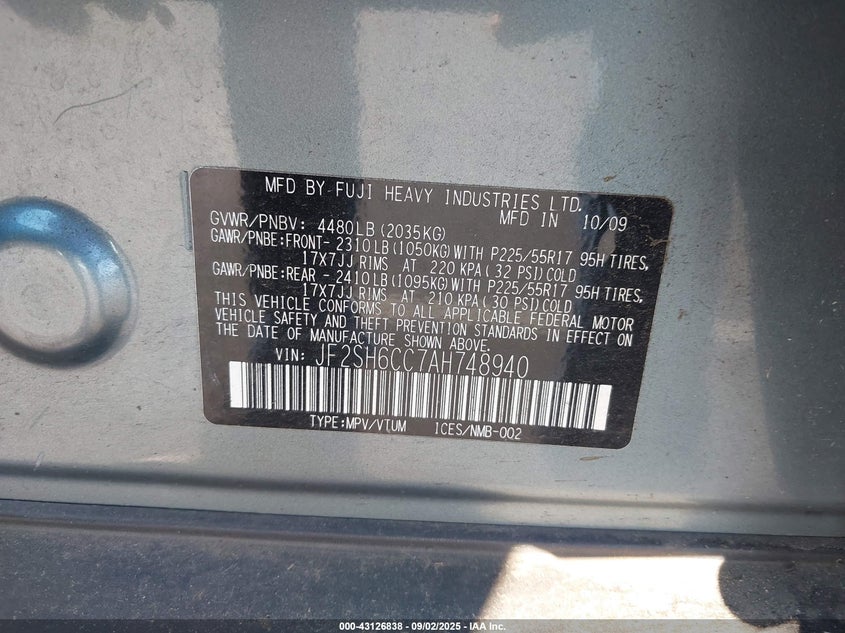 MFD BY FUJI HEAVY INDUSTRIES LTD.
GVWR/PNBV: 4480LB(2035KG) MFD IN 10/09
GAWR/PNBE:FRONT- 2310LB(1050KG)WITH P225/55R17 95H TIRES,
17X7JJ RIMS AT 220 KPA( 32 PSI)COLD
GAWR/PNBE:REAR - 2410LB(1095KG)WITH P225/55R17 95H TIRES,
17X7JJ RIMS AT 210 KPA( 30 PSI)COLD
THIS VEHICLE CONFORMS TO ALL APPLICABLE FEDERAL MOTOR
VEHICLE SAFETY AND THEFT PREVENTION STANDARDS IN EFFECT ON
THE DATE OF MANUFACTURE SHOWN ABOVE.
VIN: JF2SH6CC7AH748940
TYPE:MPV/VTUM ICES/NMB-002
000-43126838 - 09/02/2025 - IAA Inc.